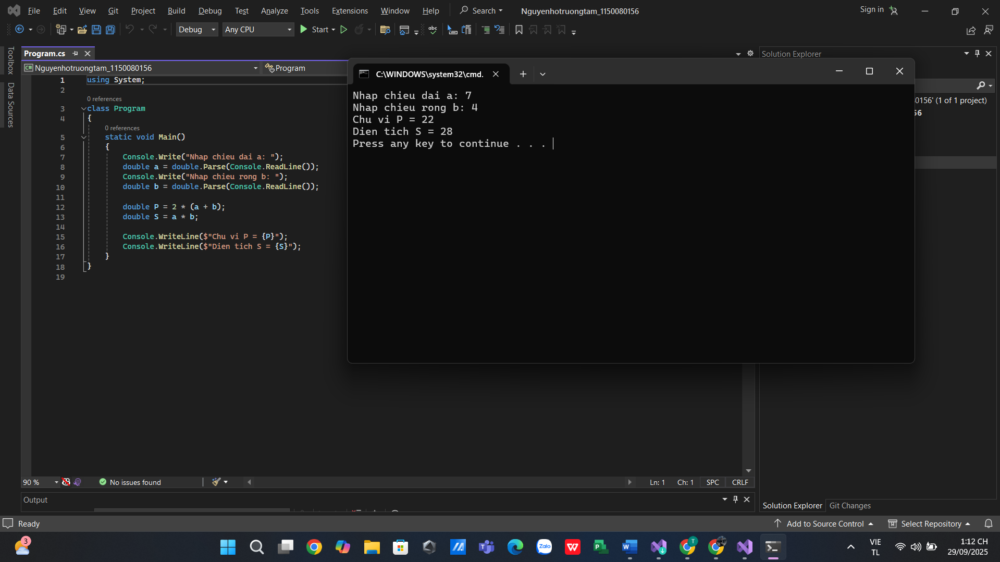 File Edit View Git Project Build Debug Test Analyze Tools Extensions Window Help Search Nguyenhotruongtam_1150080156 Sign in
Debug Any CPU Start abc
Toolbox
Data Sources
Program.cs
Nguyenhotruongtam_1150080156 Program
1 using System;
2
0 references
3 class Program
4 {
0 references
5 static void Main()
6 {
7 Console.Write("Nhap chieu dai a: ");
8 double a = double.Parse(Console.ReadLine());
9 Console.Write("Nhap chieu rong b: ");
10 double b = double.Parse(Console.ReadLine());
11
12 double P = 2 * (a + b);
13 double S = a * b;
14
15 Console.WriteLine($"Chu vi P = {P}");
16 Console.WriteLine($"Dien tich S = {S}");
17 }
18 }
19
C:\WINDOWS\system32\cmd.
Nhap chieu dai a: 7
Nhap chieu rong b: 4
Chu vi P = 22
Dien tich S = 28
Press any key to continue . . .
Solution Explorer
0156' (1 of 1 project)
56
90 % No issues found Ln: 1 Ch: 1 SPC CRLF
Output
Solution Explorer Git Changes
Ready Add to Source Control Select Repository
3
Zalo
T
VIE
TL
1:12 CH
29/09/2025